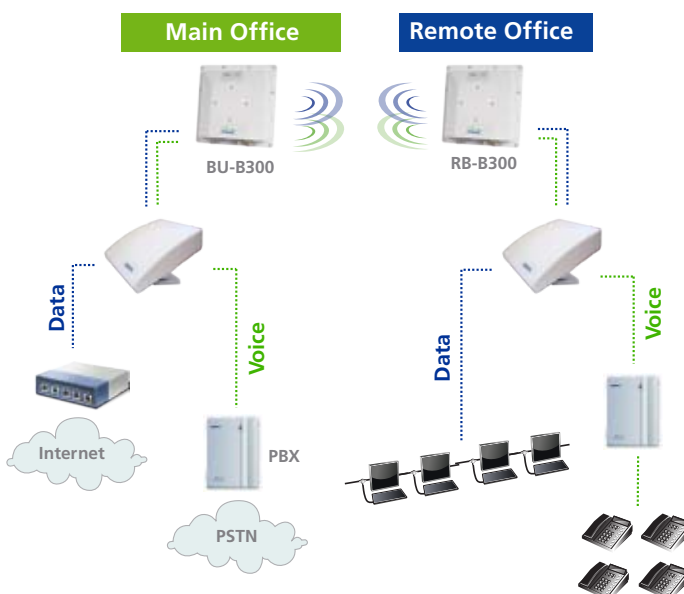 Main Office
Remote Office
BU-B300
RB-B300
Data
Voice
Data
Voice
Internet
PBX
PSTN